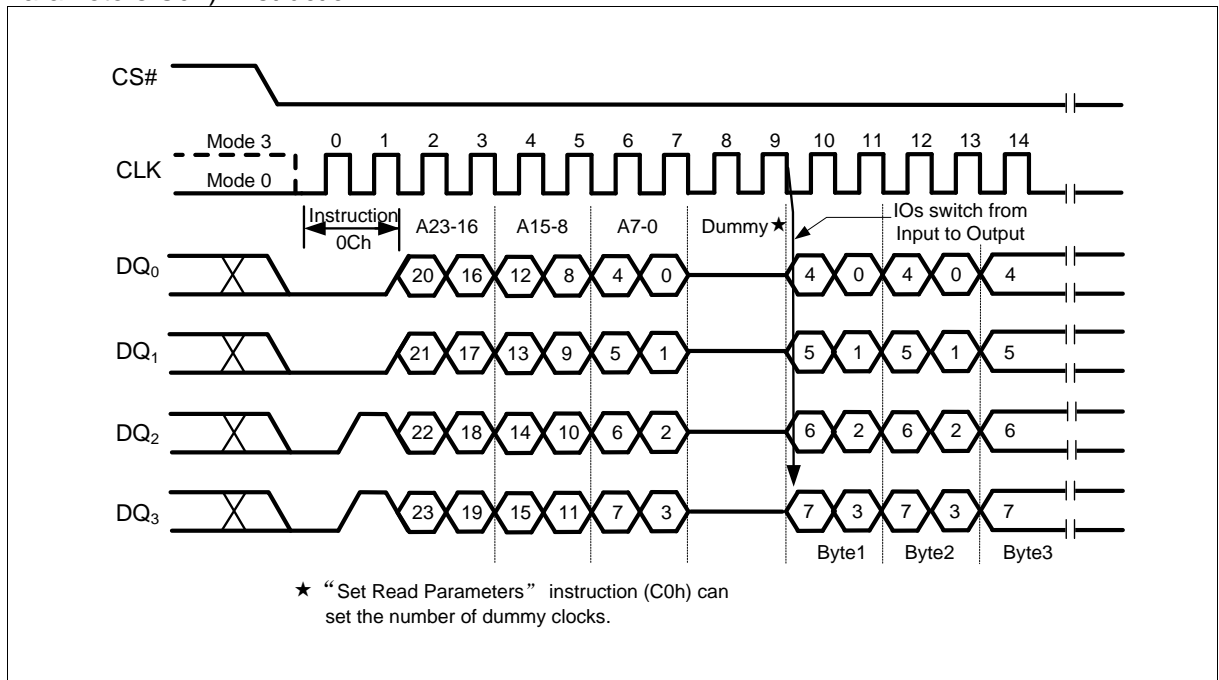 CS#
Mode 3
0 1 2 3 4 5 6 7 8 9 10 11 12 13 14
CLK
Mode 0
Instruction
0Ch
A23-16 A15-8 A7-0 Dummy★
IOs switch from
Input to Output
DQ0 20 16 12 8 4 0 4 0 4 0 4
DQ1 21 17 13 9 5 1 5 1 5 1 5
DQ2 22 18 14 10 6 2 6 2 6 2 6
DQ3 23 19 15 11 7 3 7 3 7 3 7
Byte1 Byte2 Byte3
★ “Set Read Parameters” instruction (C0h) can
set the number of dummy clocks.